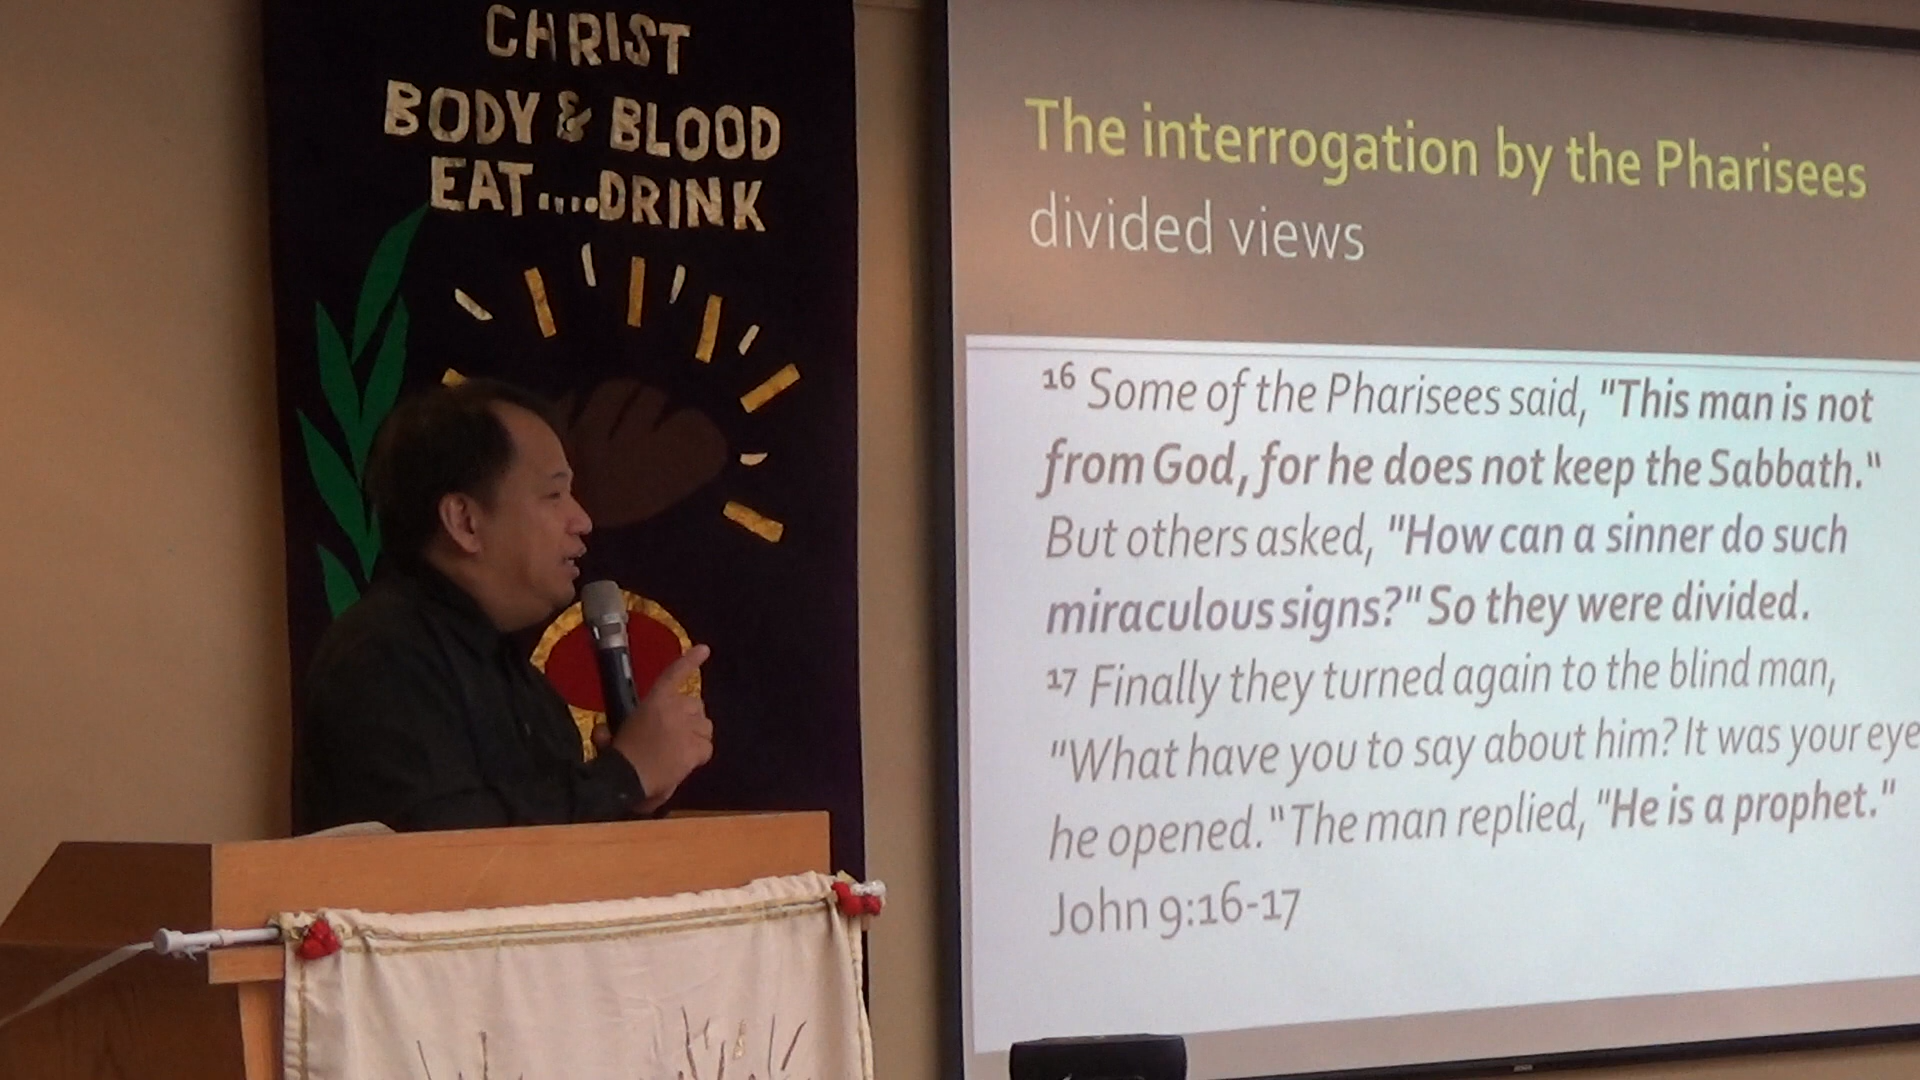 CHRIST
BODY & BLOOD
EAT....DRINK
The interrogation by the Pharisees
divided views
16 Some of the Pharisees said, "This man is not
from God, for he does not keep the Sabbath."
But others asked, "How can a sinner do such
miraculous signs?" So they were divided.
17 Finally they turned again to the blind man,
"What have you to say about him? It was your eye
he opened." The man replied, "He is a prophet."
John 9:16-17